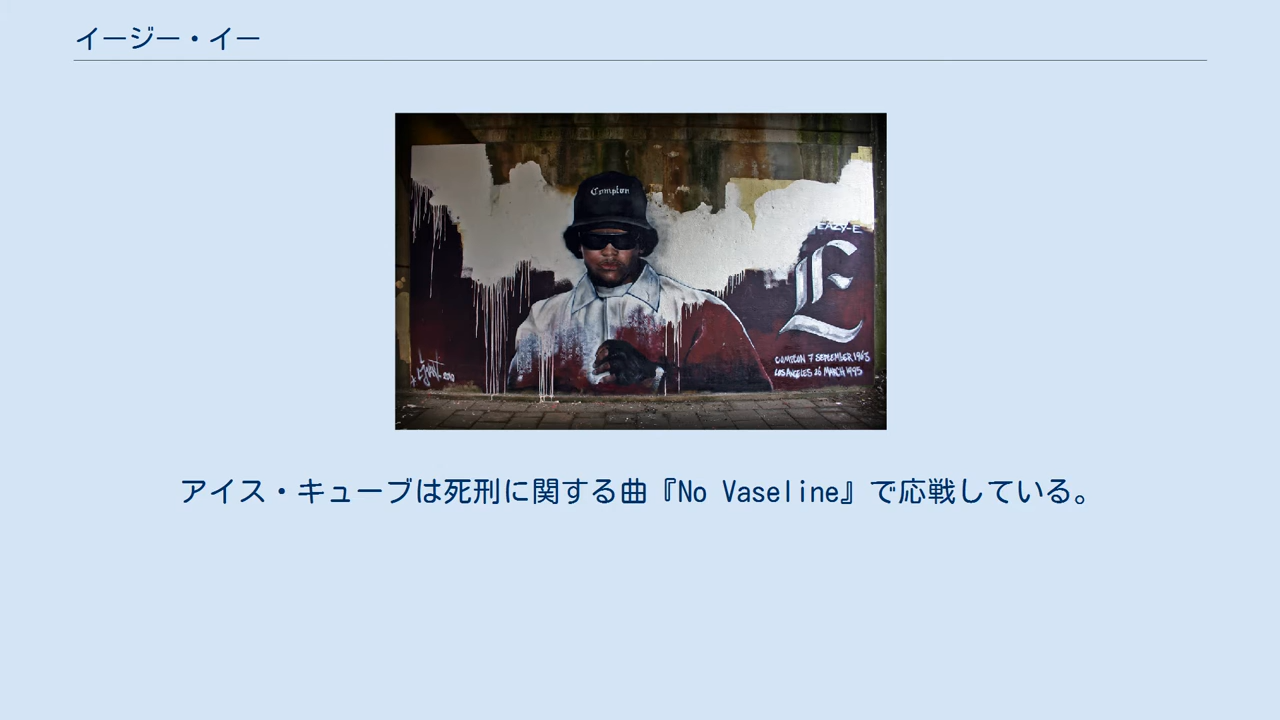 イージー・イー
Compton
EAZY-E
E
COMPTON 7 SEPTEMBER 1963
LOS ANGELES 26 MARCH 1995
アイス・キューブは死刑に関する曲『No Vaseline』で応戦している。